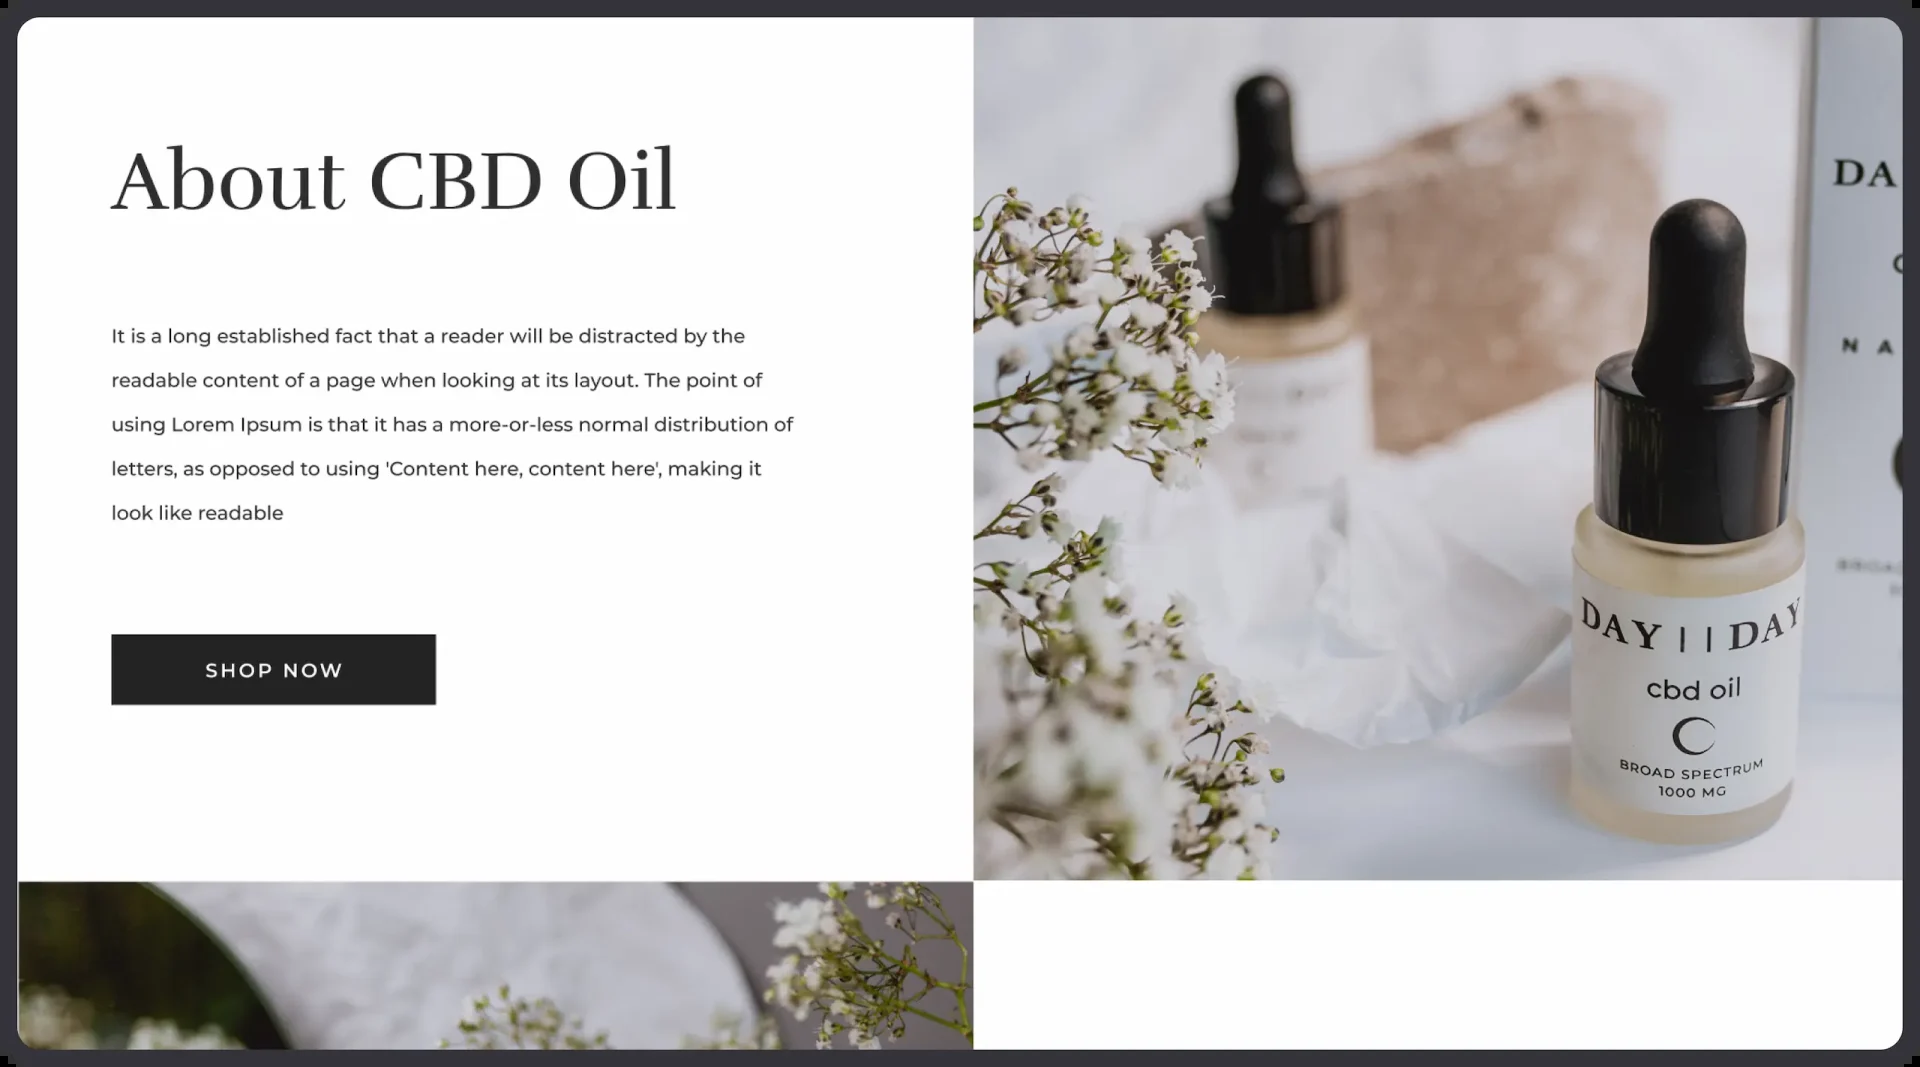 About CBD Oil
It is a long established fact that a reader will be distracted by the
readable content of a page when looking at its layout. The point of
using Lorem Ipsum is that it has a more-or-less normal distribution of
letters, as opposed to using 'Content here, content here', making it
look like readable
SHOP NOW
DAY || DAY
cbd oil
BROAD SPECTRUM
1000 MG
DA
N A